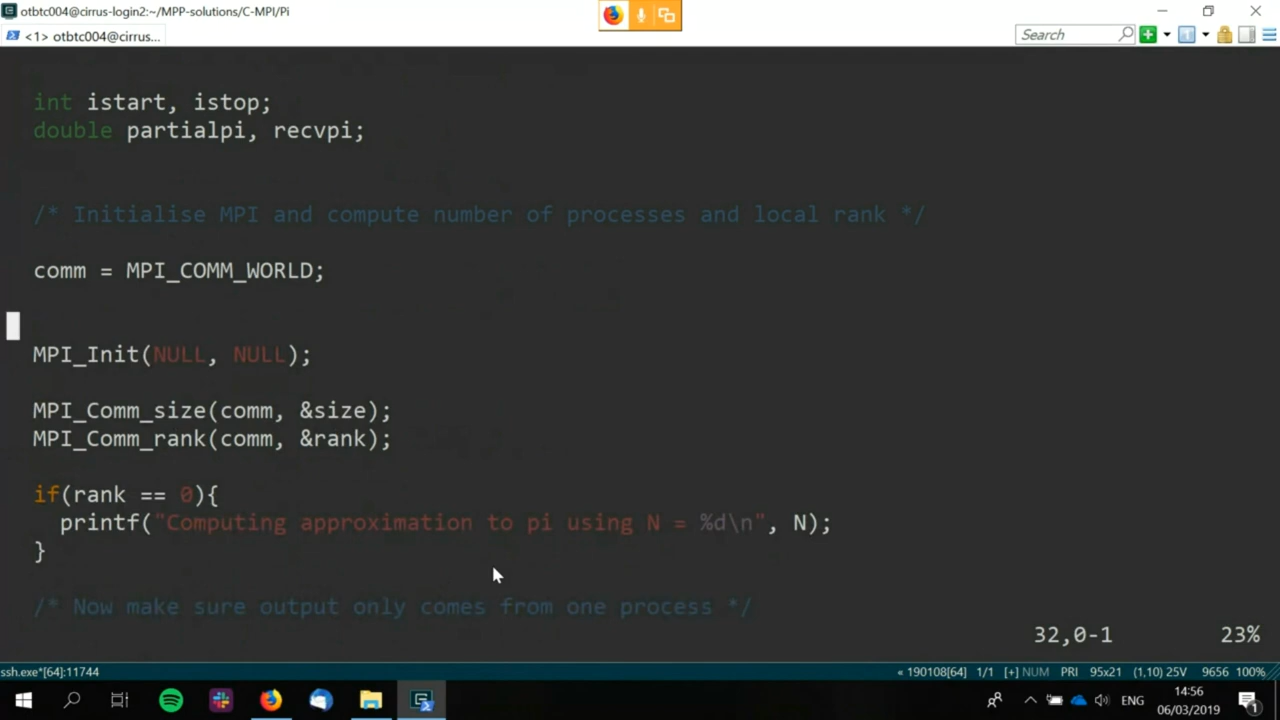 otbtc004@cirrus-login2:~/MPP-solutions/C-MPI/Pi
<1> otbtc004@cirrus...
Search
int istart, istop;
double partialpi, recvpi;
/* Initialise MPI and compute number of processes and local rank */
comm = MPI_COMM_WORLD;
MPI_Init(NULL, NULL);
MPI_Comm_size(comm, &size);
MPI_Comm_rank(comm, &rank);
if(rank == 0){
printf("Computing approximation to pi using N = %d\n", N);
}
/* Now make sure output only comes from one process */
32,0-1 23%
ssh.exe*[64]:11744 « 190108[64] 1/1 [+] NUM PRI 95x21 (1,10) 25V 9656 100%
ENG
14:56
06/03/2019
1